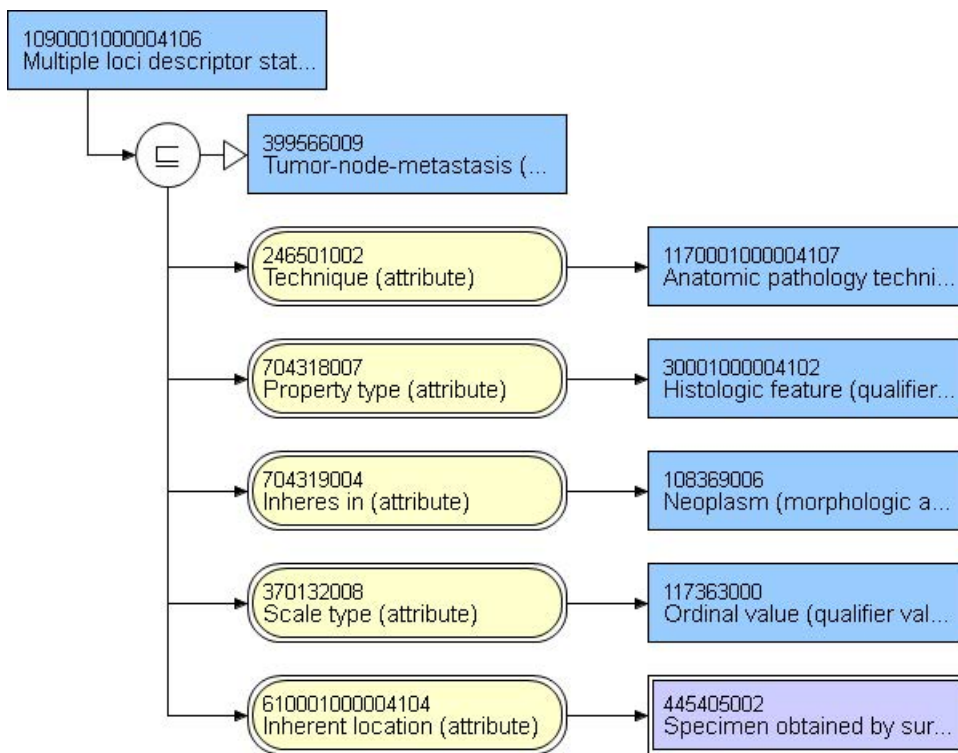 1090001000004106
Multiple loci descriptor stat...
⊑
399566009
Tumor-node-metastasis (...
246501002
Technique (attribute)
1170001000004107
Anatomic pathology techni...
704318007
Property type (attribute)
30001000004102
Histologic feature (qualifier...
704319004
Inheres in (attribute)
108369006
Neoplasm (morphologic a...
370132008
Scale type (attribute)
117363000
Ordinal value (qualifier val...
610001000004104
Inherent location (attribute)
445405002
Specimen obtained by sur...